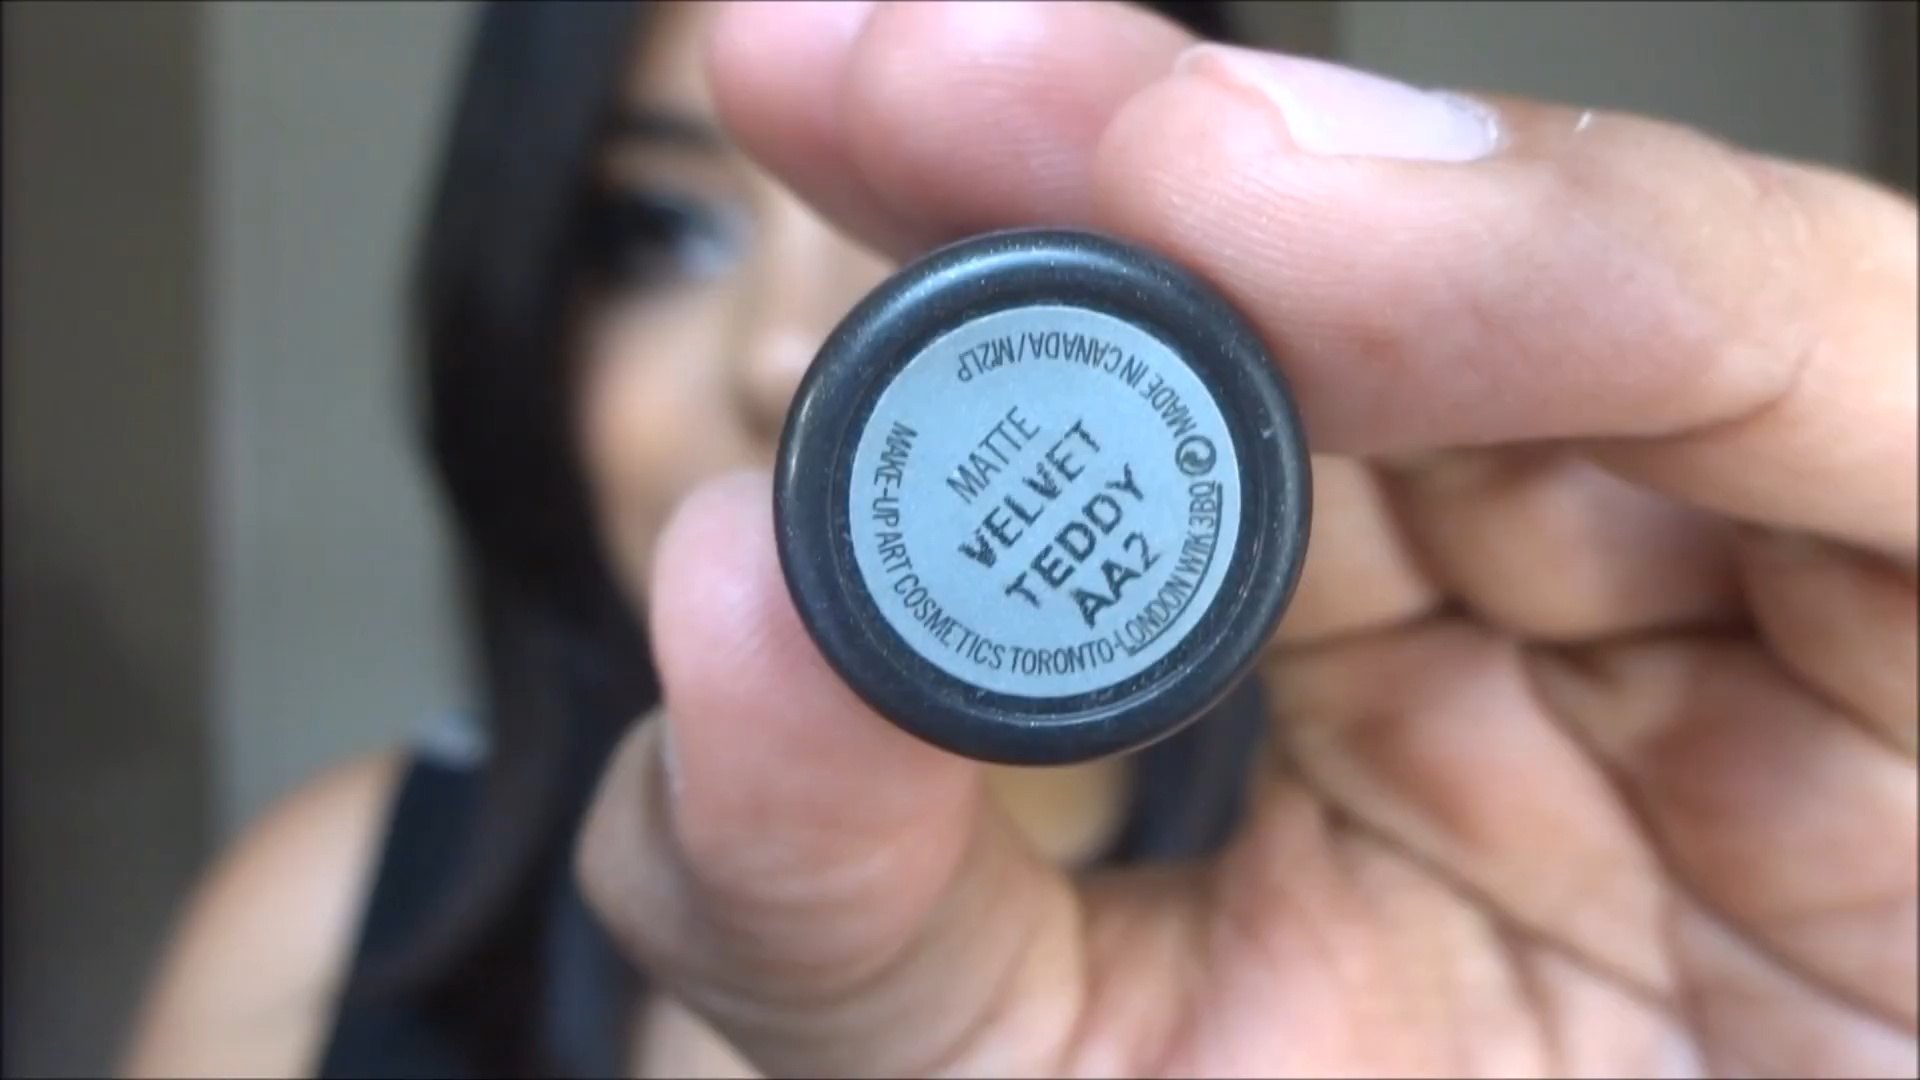 MATTE
VELVET
TEDDY
AA2
MAKE-UP ART COSMETICS TORONTO-LONDON W1K 3BQ MADE IN CANADA/M2LP